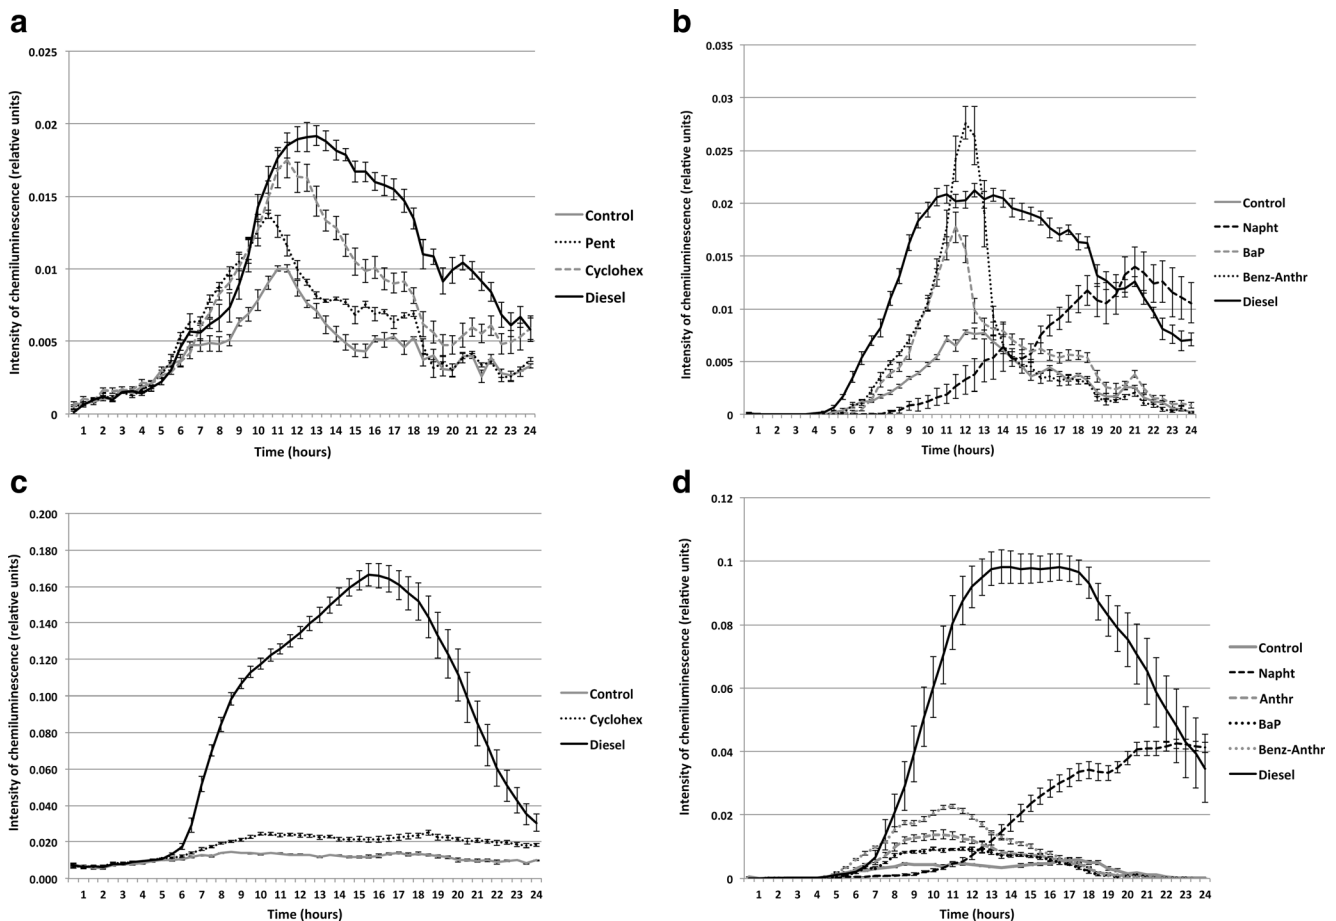 a
Intensity of chemiluminescence (relative units)
0.025
0.02
0.015
0.01
0.005
0
1 2 3 4 5 6 7 8 9 10 11 12 13 14 15 16 17 18 19 20 21 22 23 24
Time (hours)
Control
Pent
Cyclohex
Diesel
b
Intensity of chemiluminescence (relative units)
0.035
0.03
0.025
0.02
0.015
0.01
0.005
0
1 2 3 4 5 6 7 8 9 10 11 12 13 14 15 16 17 18 19 20 21 22 23 24
Time (hours)
Control
Napht
BaP
Benz-Anthr
Diesel
c
Intensity of chemiluminescence (relative units)
0.200
0.180
0.160
0.140
0.120
0.100
0.080
0.060
0.040
0.020
0.000
1 2 3 4 5 6 7 8 9 10 11 12 13 14 15 16 17 18 19 20 21 22 23 24
Time (hours)
Control
Cyclohex
Diesel
d
Intensity of chemiluminescence (relative units)
0.12
0.1
0.08
0.06
0.04
0.02
0
1 2 3 4 5 6 7 8 9 10 11 12 13 14 15 16 17 18 19 20 21 22 23 24
Time (hours)
Control
Napht
Anthr
BaP
Benz-Anthr
Diesel